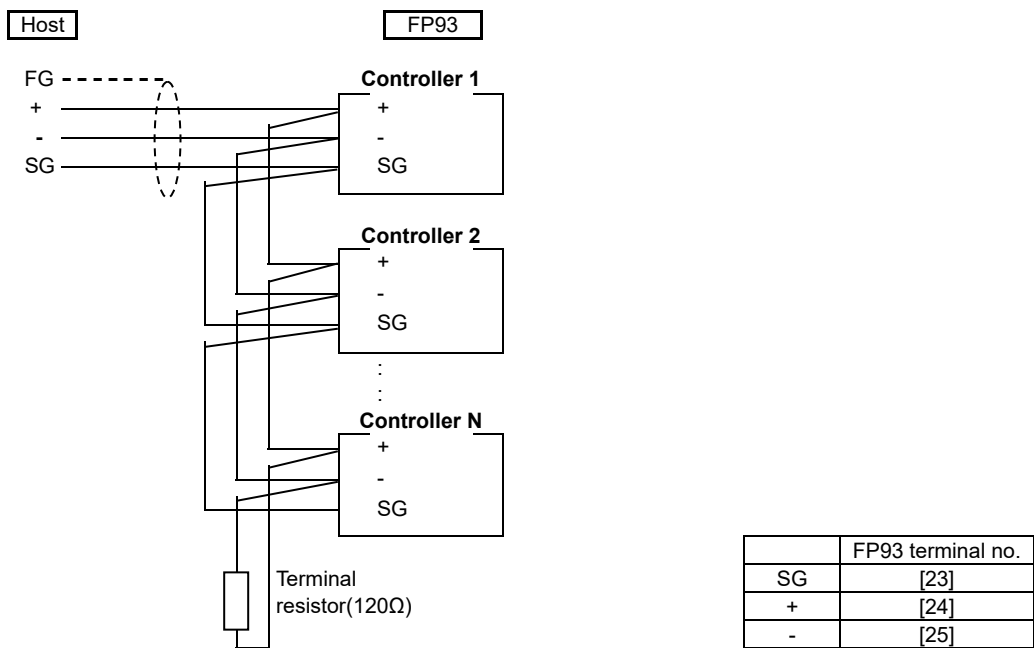 Host FP93
FG
+
-
SG
Controller 1
+
-
SG
Controller 2
+
-
SG
:
:
Controller N
+
-
SG
Terminal
resistor(120Ω)
FP93 terminal no.
SG [23]
+ [24]
- [25]